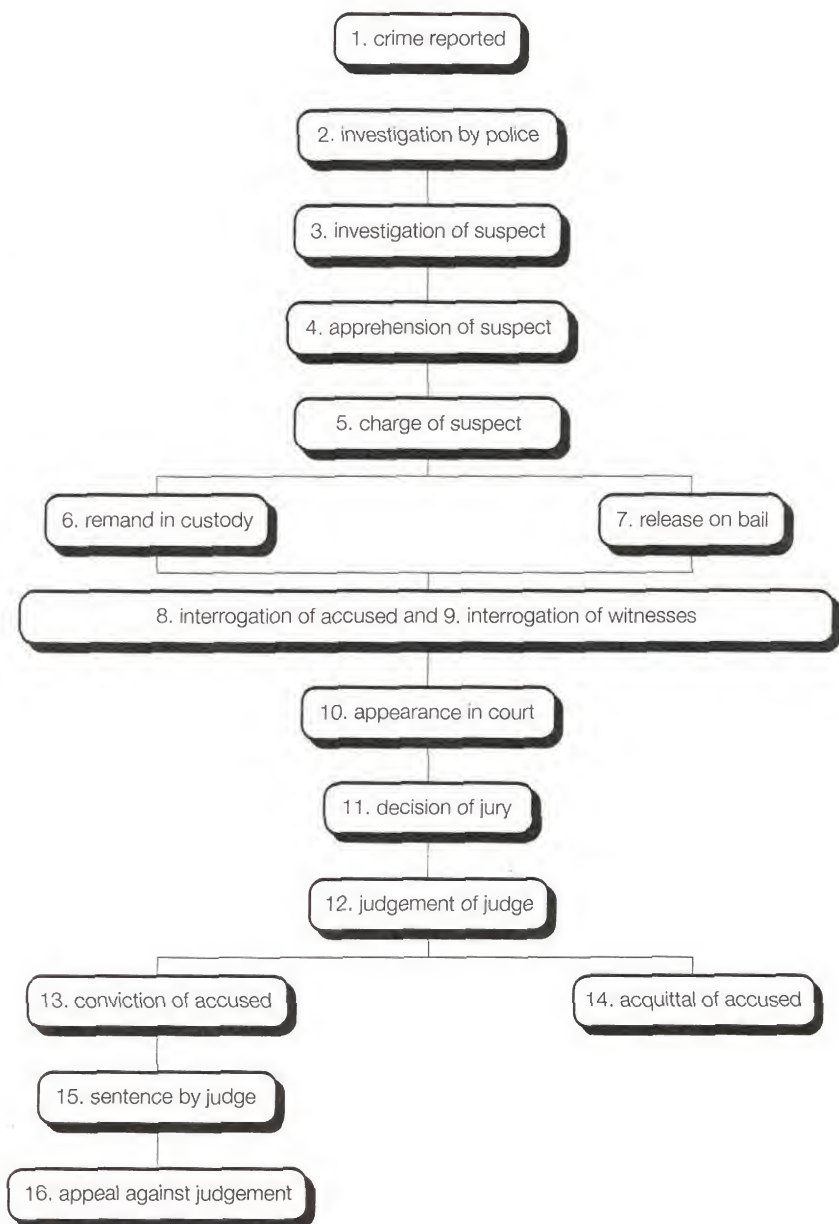 1. crime reported
2. investigation by police
3. investigation of suspect
4. apprehension of suspect
5. charge of suspect
6. remand in custody
7. release on bail
8. interrogation of accused and 9. interrogation of witnesses
10. appearance in court
11. decision of jury
12. judgement of judge
13. conviction of accused
14. acquittal of accused
15. sentence by judge
16. appeal against judgement